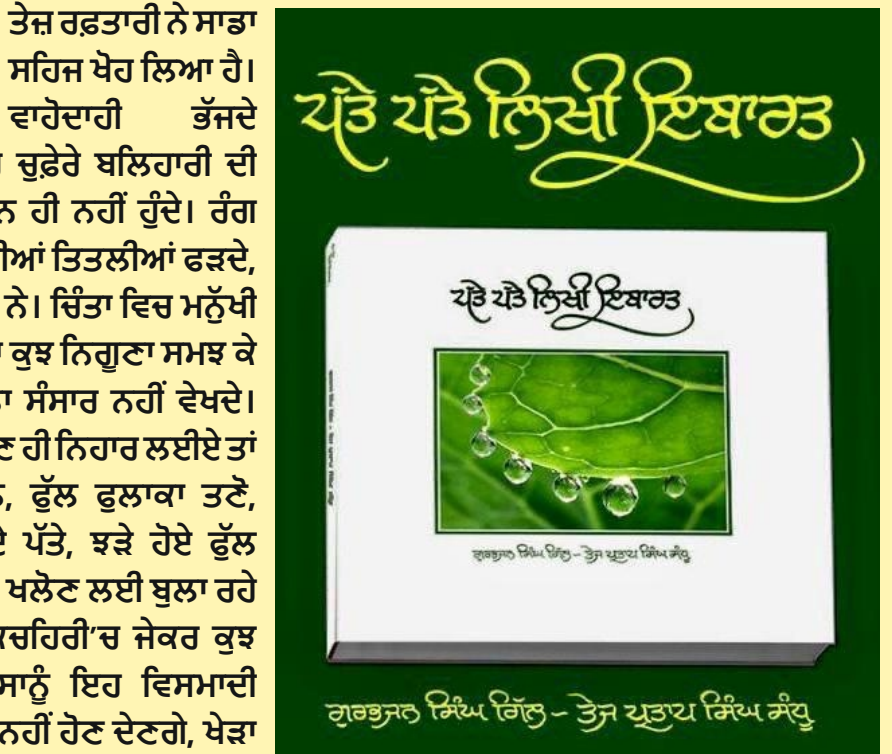 ਤੇਜ਼ ਰਫ਼ਤਾਰੀ ਨੇ ਸਾਡਾ
ਸਹਿਜ ਖੋਹ ਲਿਆ ਹੈ।
ਵਾਹੋਦਾਹੀ ਭੱਜਦੇ
ਚੁਫ਼ੇਰੇ ਬਲਿਹਾਰੀ ਦੀ
ਹੀ ਨਹੀਂ ਹੁੰਦੇ। ਰੰਗ
ਤਿਤਲੀਆਂ ਫੜਦੇ,
ਨੇ। ਚਿੰਤਾ ਵਿਚ ਮਨੁੱਖੀ
ਕੁਝ ਨਿਗੂਣਾ ਸਮਝ ਕੇ
ਸੰਸਾਰ ਨਹੀਂ ਵੇਖਦੇ।
ਹੀ ਨਿਹਾਰ ਲਈਏ ਤਾਂ
ਫੁੱਲ ਫੁਲਾਕਾ ਤਣੋ,
ਪੱਤੇ, ਝੜੇ ਹੋਏ ਫੁੱਲ
ਖਲੋਣ ਲਈ ਬੁਲਾ ਰਹੇ
ਕਚਹਿਰੀ'ਚ ਜੇਕਰ ਕੁਝ
ਸਾਨੂੰ ਇਹ ਵਿਸਮਾਦੀ
ਨਹੀਂ ਹੋਣ ਦੇਣਗੇ, ਖੇੜਾ
ਪੱਤੇ ਪੱਤੇ ਲਿਖੀ ਇਬਾਰਤ
ਪੱਤੇ ਪੱਤੇ ਲਿਖੀ ਇਬਾਰਤ
ਗੁਰਭਜਨ ਸਿੰਘ ਗਿੱਲ – ਤੇਜ ਪ੍ਰਤਾਪ ਸਿੰਘ ਸੰਧੂ
ਗੁਰਭਜਨ ਸਿੰਘ ਗਿੱਲ – ਤੇਜ ਪ੍ਰਤਾਪ ਸਿੰਘ ਸੰਧੂ